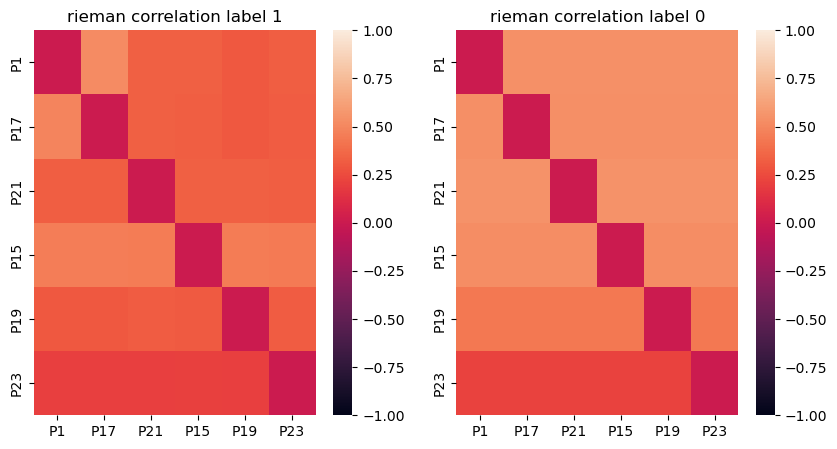 rieman correlation label 1
rieman correlation label 0
P1
P17
P21
P15
P19
P23
P1 P17 P21 P15 P19 P23
1.00
0.75
0.50
0.25
0.00
−0.25
−0.50
−0.75
−1.00
P1
P17
P21
P15
P19
P23
P1 P17 P21 P15 P19 P23
1.00
0.75
0.50
0.25
0.00
−0.25
−0.50
−0.75
−1.00